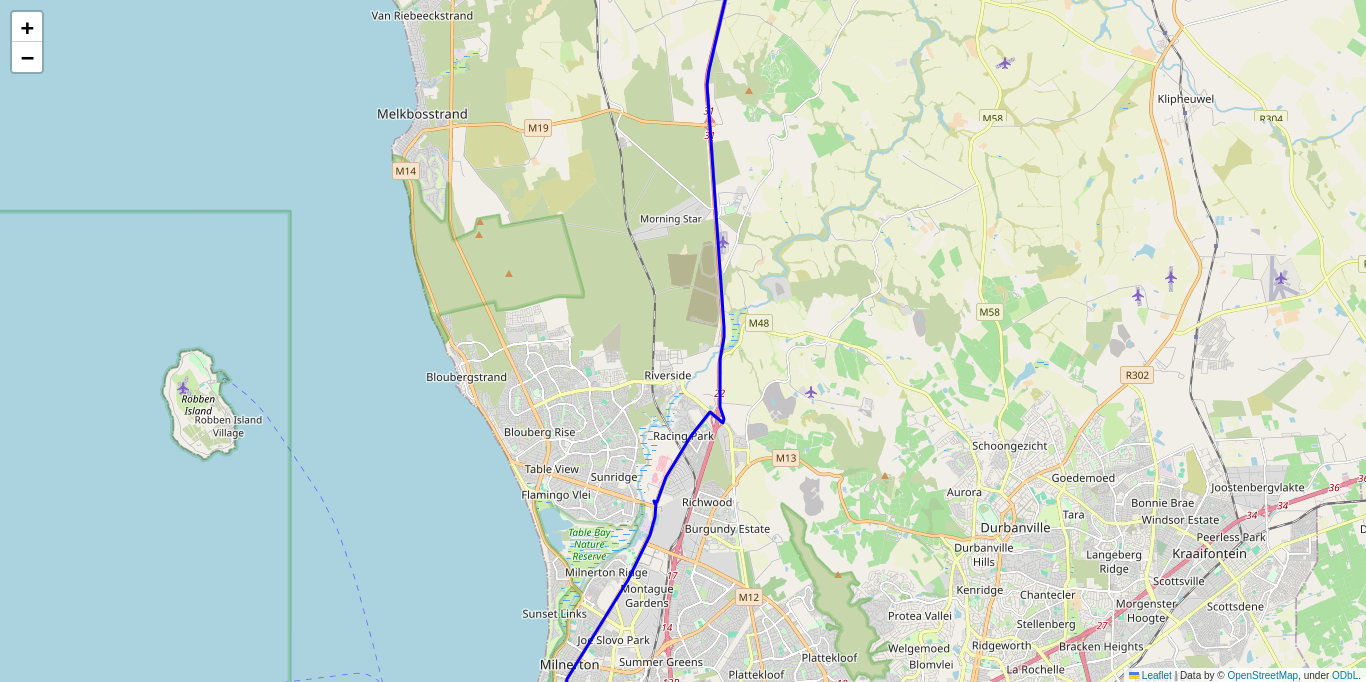 +
−
Van Riebeeckstrand
Melkbosstrand
Klipheuwel
M58
R304
31
31
M19
M14
Morning Star
M48
M58
Bloubergstrand
Riverside
R302
Robben
Island
Robben Island
Village
22
Blouberg Rise
Racing Park
M13
Schoongezicht
Table View
Sunridge
Goedemoed
Joostenbergvlakte
36
36
Aurora
Flamingo Vlei
Richwood
Bonnie Brae
34
34
Tara
Windsor Estate
Durbanville
Burgundy Estate
Table Bay
Nature
Reserve
Peerless Park
Durbanville
Hills
Langeberg
Ridge
Kraaifontein
Milnerton Ridge
17
Montague
Gardens
M12
Kenridge
Chantecler
Scottsville
Sunset Links
Protea Vallei
Morgenster
Hoogte
Scottsdene
Stellenberg
14
27
Joe Slovo Park
Welgemoed
Ridgeworth
Bracken Heights
Milnerton
Summer Greens
Plattekloof
Blomvlei
La Rochelle
Plattekloof
Leaflet | Data by © OpenStreetMap, under ODbL.